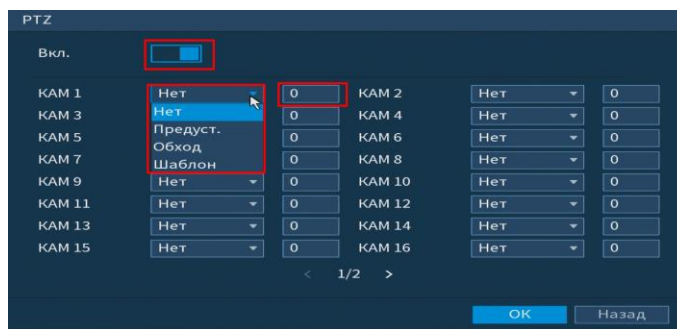 PTZ
Вкл.
КАМ 1 Нет 0 КАМ 2 Нет 0
КАМ 3 Нет 0 КАМ 4 Нет 0
КАМ 5 Предуст. 0 КАМ 6 Нет 0
Обход
КАМ 7 Шаблон 0 КАМ 8 Нет 0
КАМ 9 Нет 0 КАМ 10 Нет 0
КАМ 11 Нет 0 КАМ 12 Нет 0
КАМ 13 Нет 0 КАМ 14 Нет 0
КАМ 15 Нет 0 КАМ 16 Нет 0
< 1/2 >
OK Назад